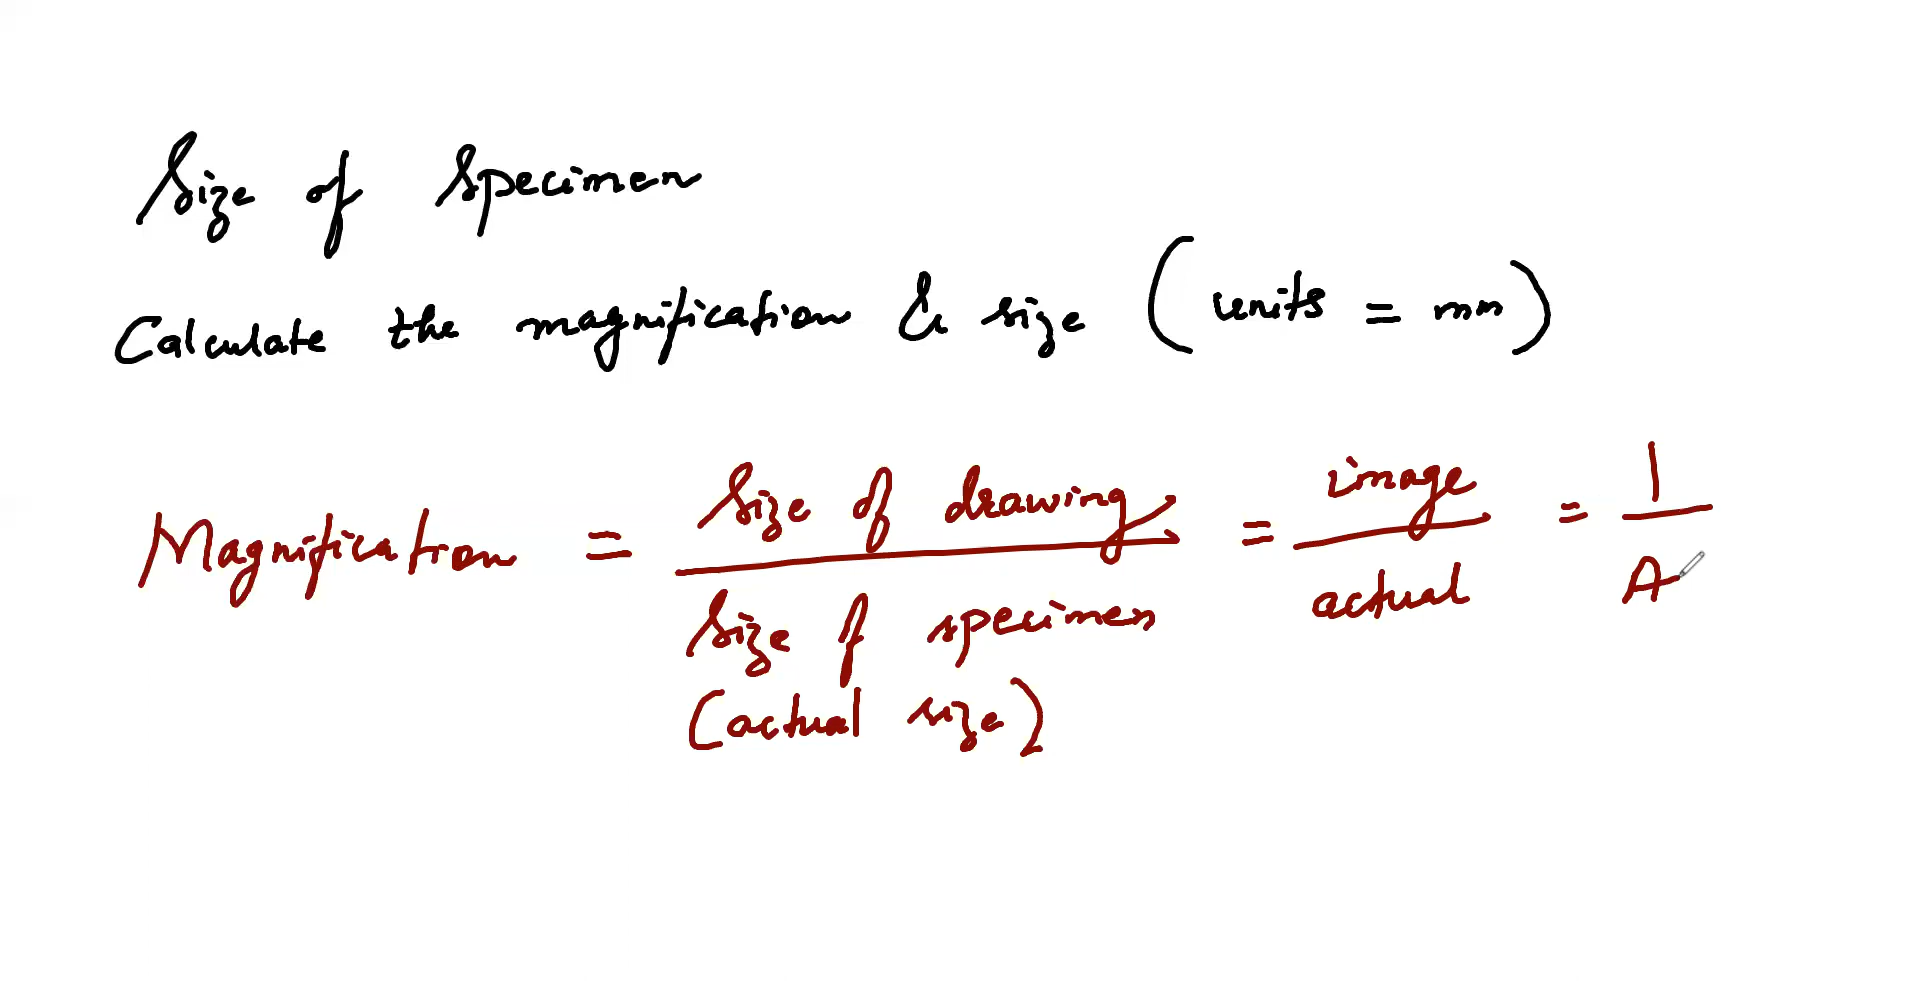 Size of Specimen
Calculate the magnification & size (units = mm)
Magnification = Size of drawing / Size of specimen (actual size) = image / actual = I / A